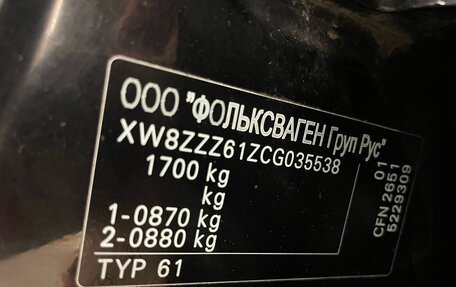 ООО "ФОЛЬКСВАГЕН Груп Рус"
XW8ZZZ61ZCG035538
1700 kg
kg
1-0870 kg
2-0880 kg
TYP 61
01
CFN 2651
5229309